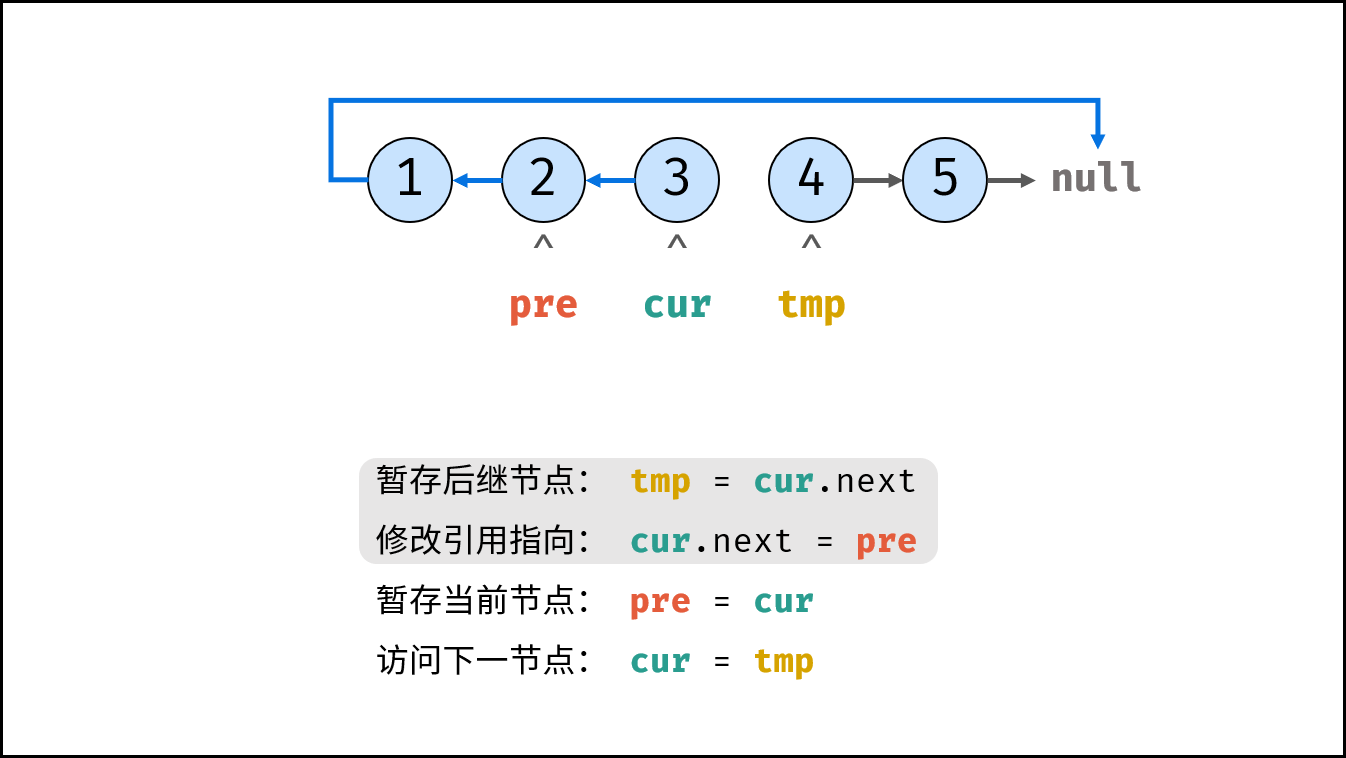 1 2 3 4 5 null
^ ^ ^
pre cur tmp
暂存后继节点： tmp = cur.next
修改引用指向： cur.next = pre
暂存当前节点： pre = cur
访问下一节点： cur = tmp